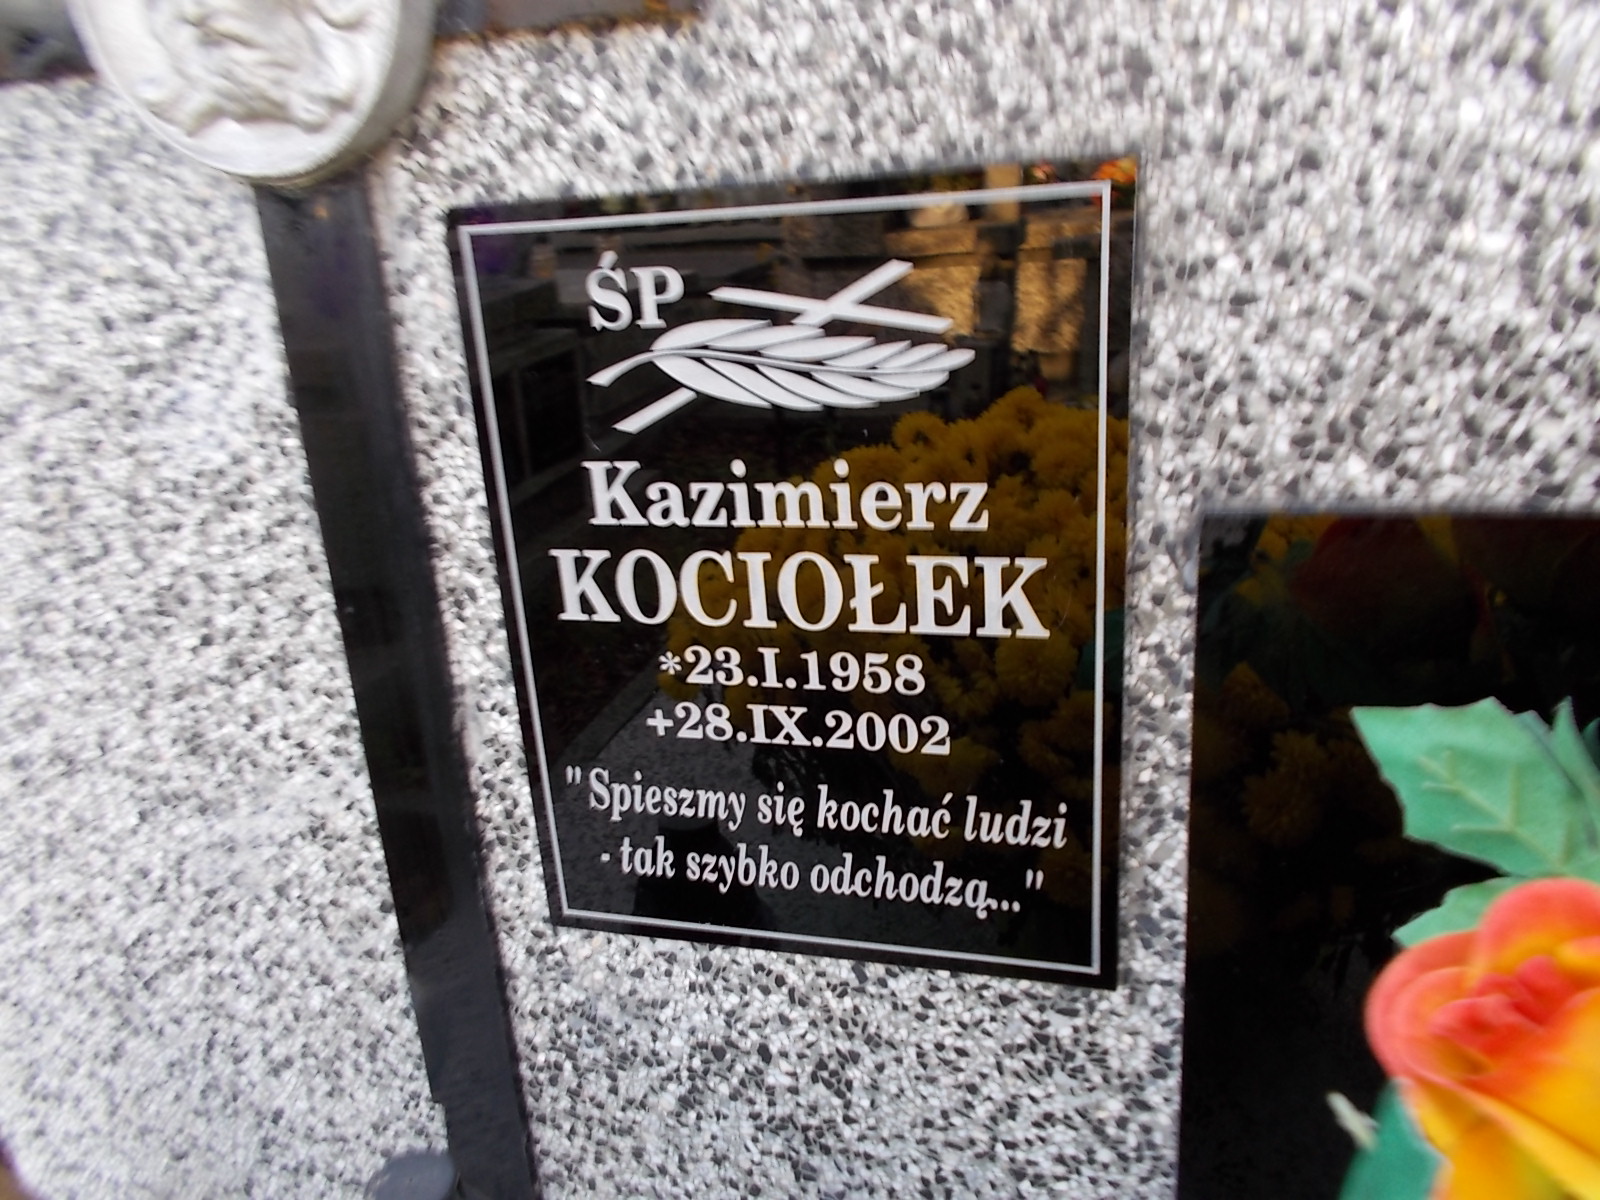 ŚP
Kazimierz
KOCIOŁEK
*23.I.1958
+28.IX.2002
"Spieszmy się kochać ludzi
- tak szybko odchodzą..."